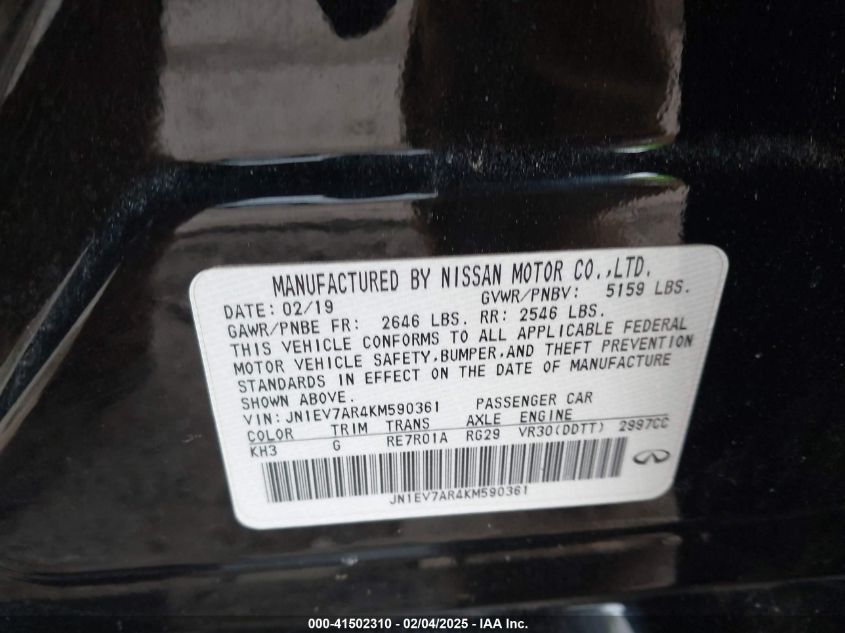 MANUFACTURED BY NISSAN MOTOR CO.,LTD.
DATE: 02/19 GVWR/PNBV: 5159 LBS.
GAWR/PNBE FR: 2646 LBS. RR: 2546 LBS.
THIS VEHICLE CONFORMS TO ALL APPLICABLE FEDERAL
MOTOR VEHICLE SAFETY,BUMPER,AND THEFT PREVENTION
STANDARDS IN EFFECT ON THE DATE OF MANUFACTURE
SHOWN ABOVE.
VIN: JN1EV7AR4KM590361 PASSENGER CAR
COLOR TRIM TRANS AXLE ENGINE
KH3 G RE7R01A RG29 VR30(DDTT) 2997CC
JN1EV7AR4KM590361
000-41502310 - 02/04/2025 - IAA Inc.